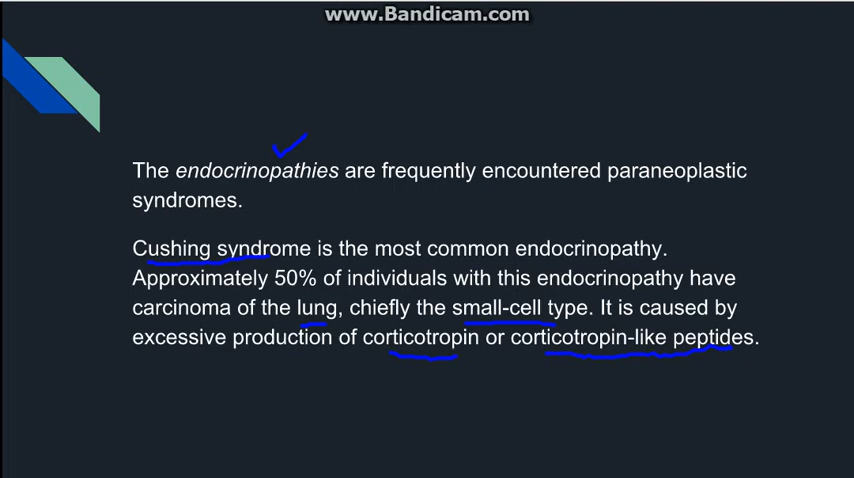 www.Bandicam.com
The endocrinopathies are frequently encountered paraneoplastic
syndromes.
Cushing syndrome is the most common endocrinopathy.
Approximately 50% of individuals with this endocrinopathy have
carcinoma of the lung, chiefly the small-cell type. It is caused by
excessive production of corticotropin or corticotropin-like peptides.